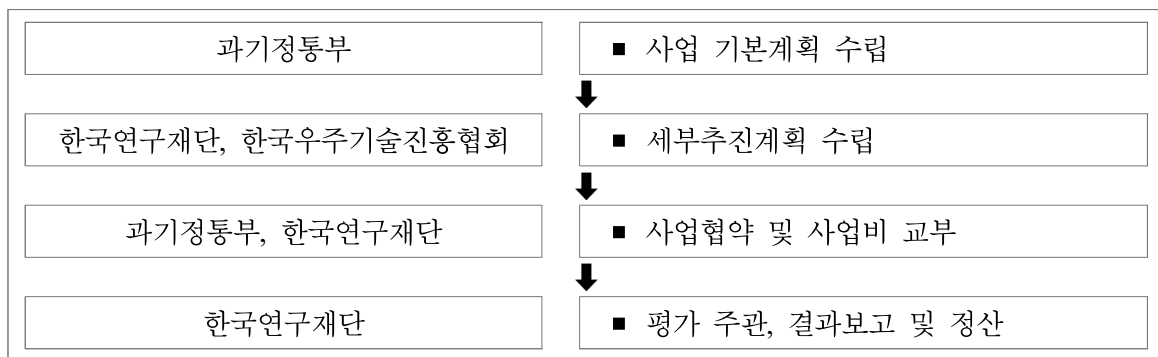 과기정통부
■ 사업 기본계획 수립
한국연구재단, 한국우주기술진흥협회
■ 세부추진계획 수립
과기정통부, 한국연구재단
■ 사업협약 및 사업비 교부
한국연구재단
■ 평가 주관, 결과보고 및 정산